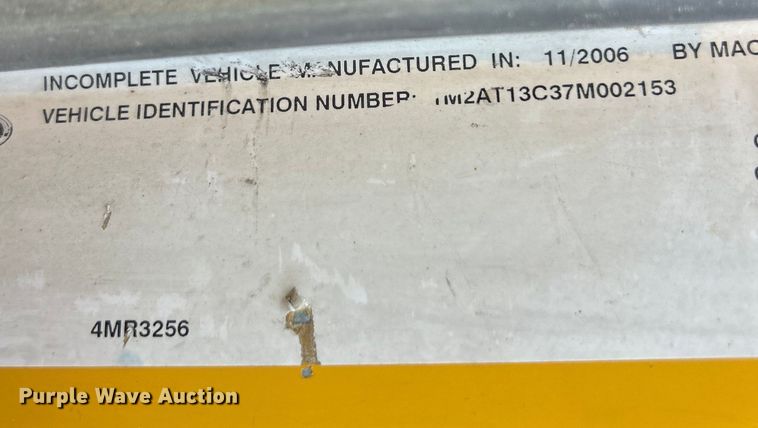 INCOMPLETE VEHICLE MANUFACTURED IN: 11/2006 BY MAC
VEHICLE IDENTIFICATION NUMBER: 1M2AT13C37M002153
4MR3256
Purple Wave Auction